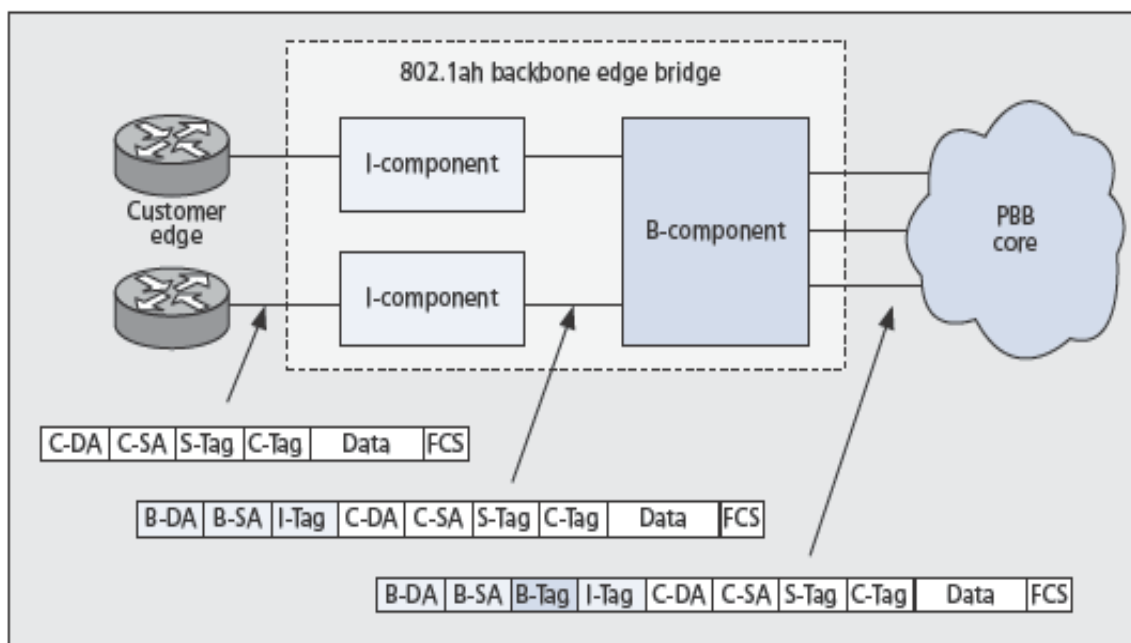 802.1ah backbone edge bridge
I-component
Customer
edge
I-component
B-component
PBB
core
C-DA C-SA S-Tag C-Tag Data FCS
B-DA B-SA I-Tag C-DA C-SA S-Tag C-Tag Data FCS
B-DA B-SA B-Tag I-Tag C-DA C-SA S-Tag C-Tag Data FCS